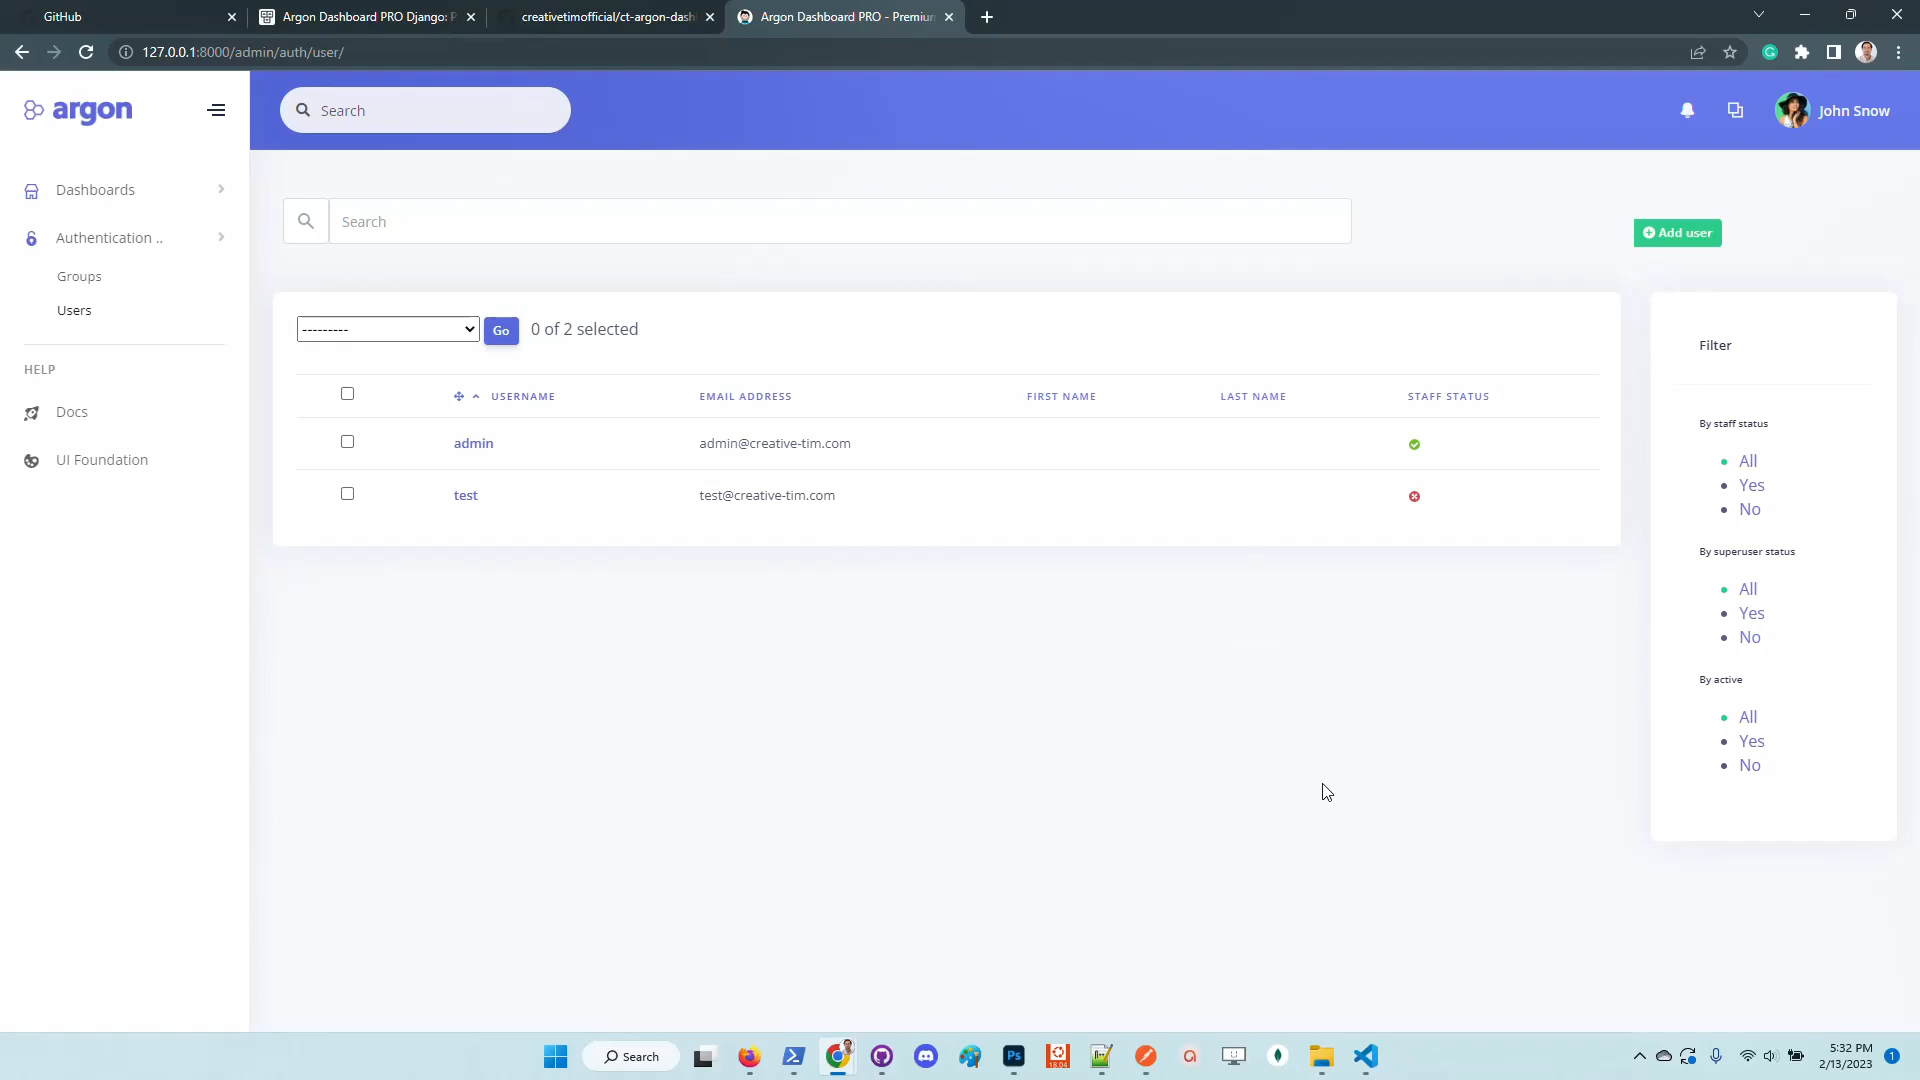 GitHub
Argon Dashboard PRO Django: P
creativetimofficial/ct-argon-dash
Argon Dashboard PRO - Premium
127.0.0.1:8000/admin/auth/user/
argon
Search
John Snow
Dashboards
Authentication ..
Groups
Users
HELP
Docs
UI Foundation
Search
Add user
---------
Go
0 of 2 selected
USERNAME EMAIL ADDRESS FIRST NAME LAST NAME STAFF STATUS
admin admin@creative-tim.com
test test@creative-tim.com
Filter
By staff status
All
Yes
No
By superuser status
All
Yes
No
By active
All
Yes
No
Search
Ps
18.04
5:32 PM
2/13/2023
1